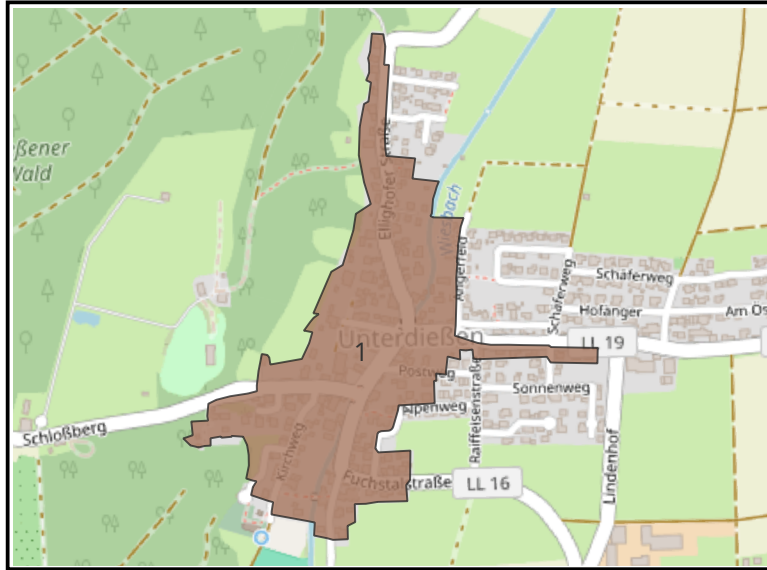 ßener
Wald
Ellighofer Straße
Wiesbach
Angerfeld
Schäferweg
Schäferweg
Hofanger
Am Ös
Unterdießen
LL 19
1
Postweg
Sonnenweg
Alpenweg
Raiffeisenstraße
Schloßberg
Kirchweg
Fuchstalstraße
LL 16
Lindenhof